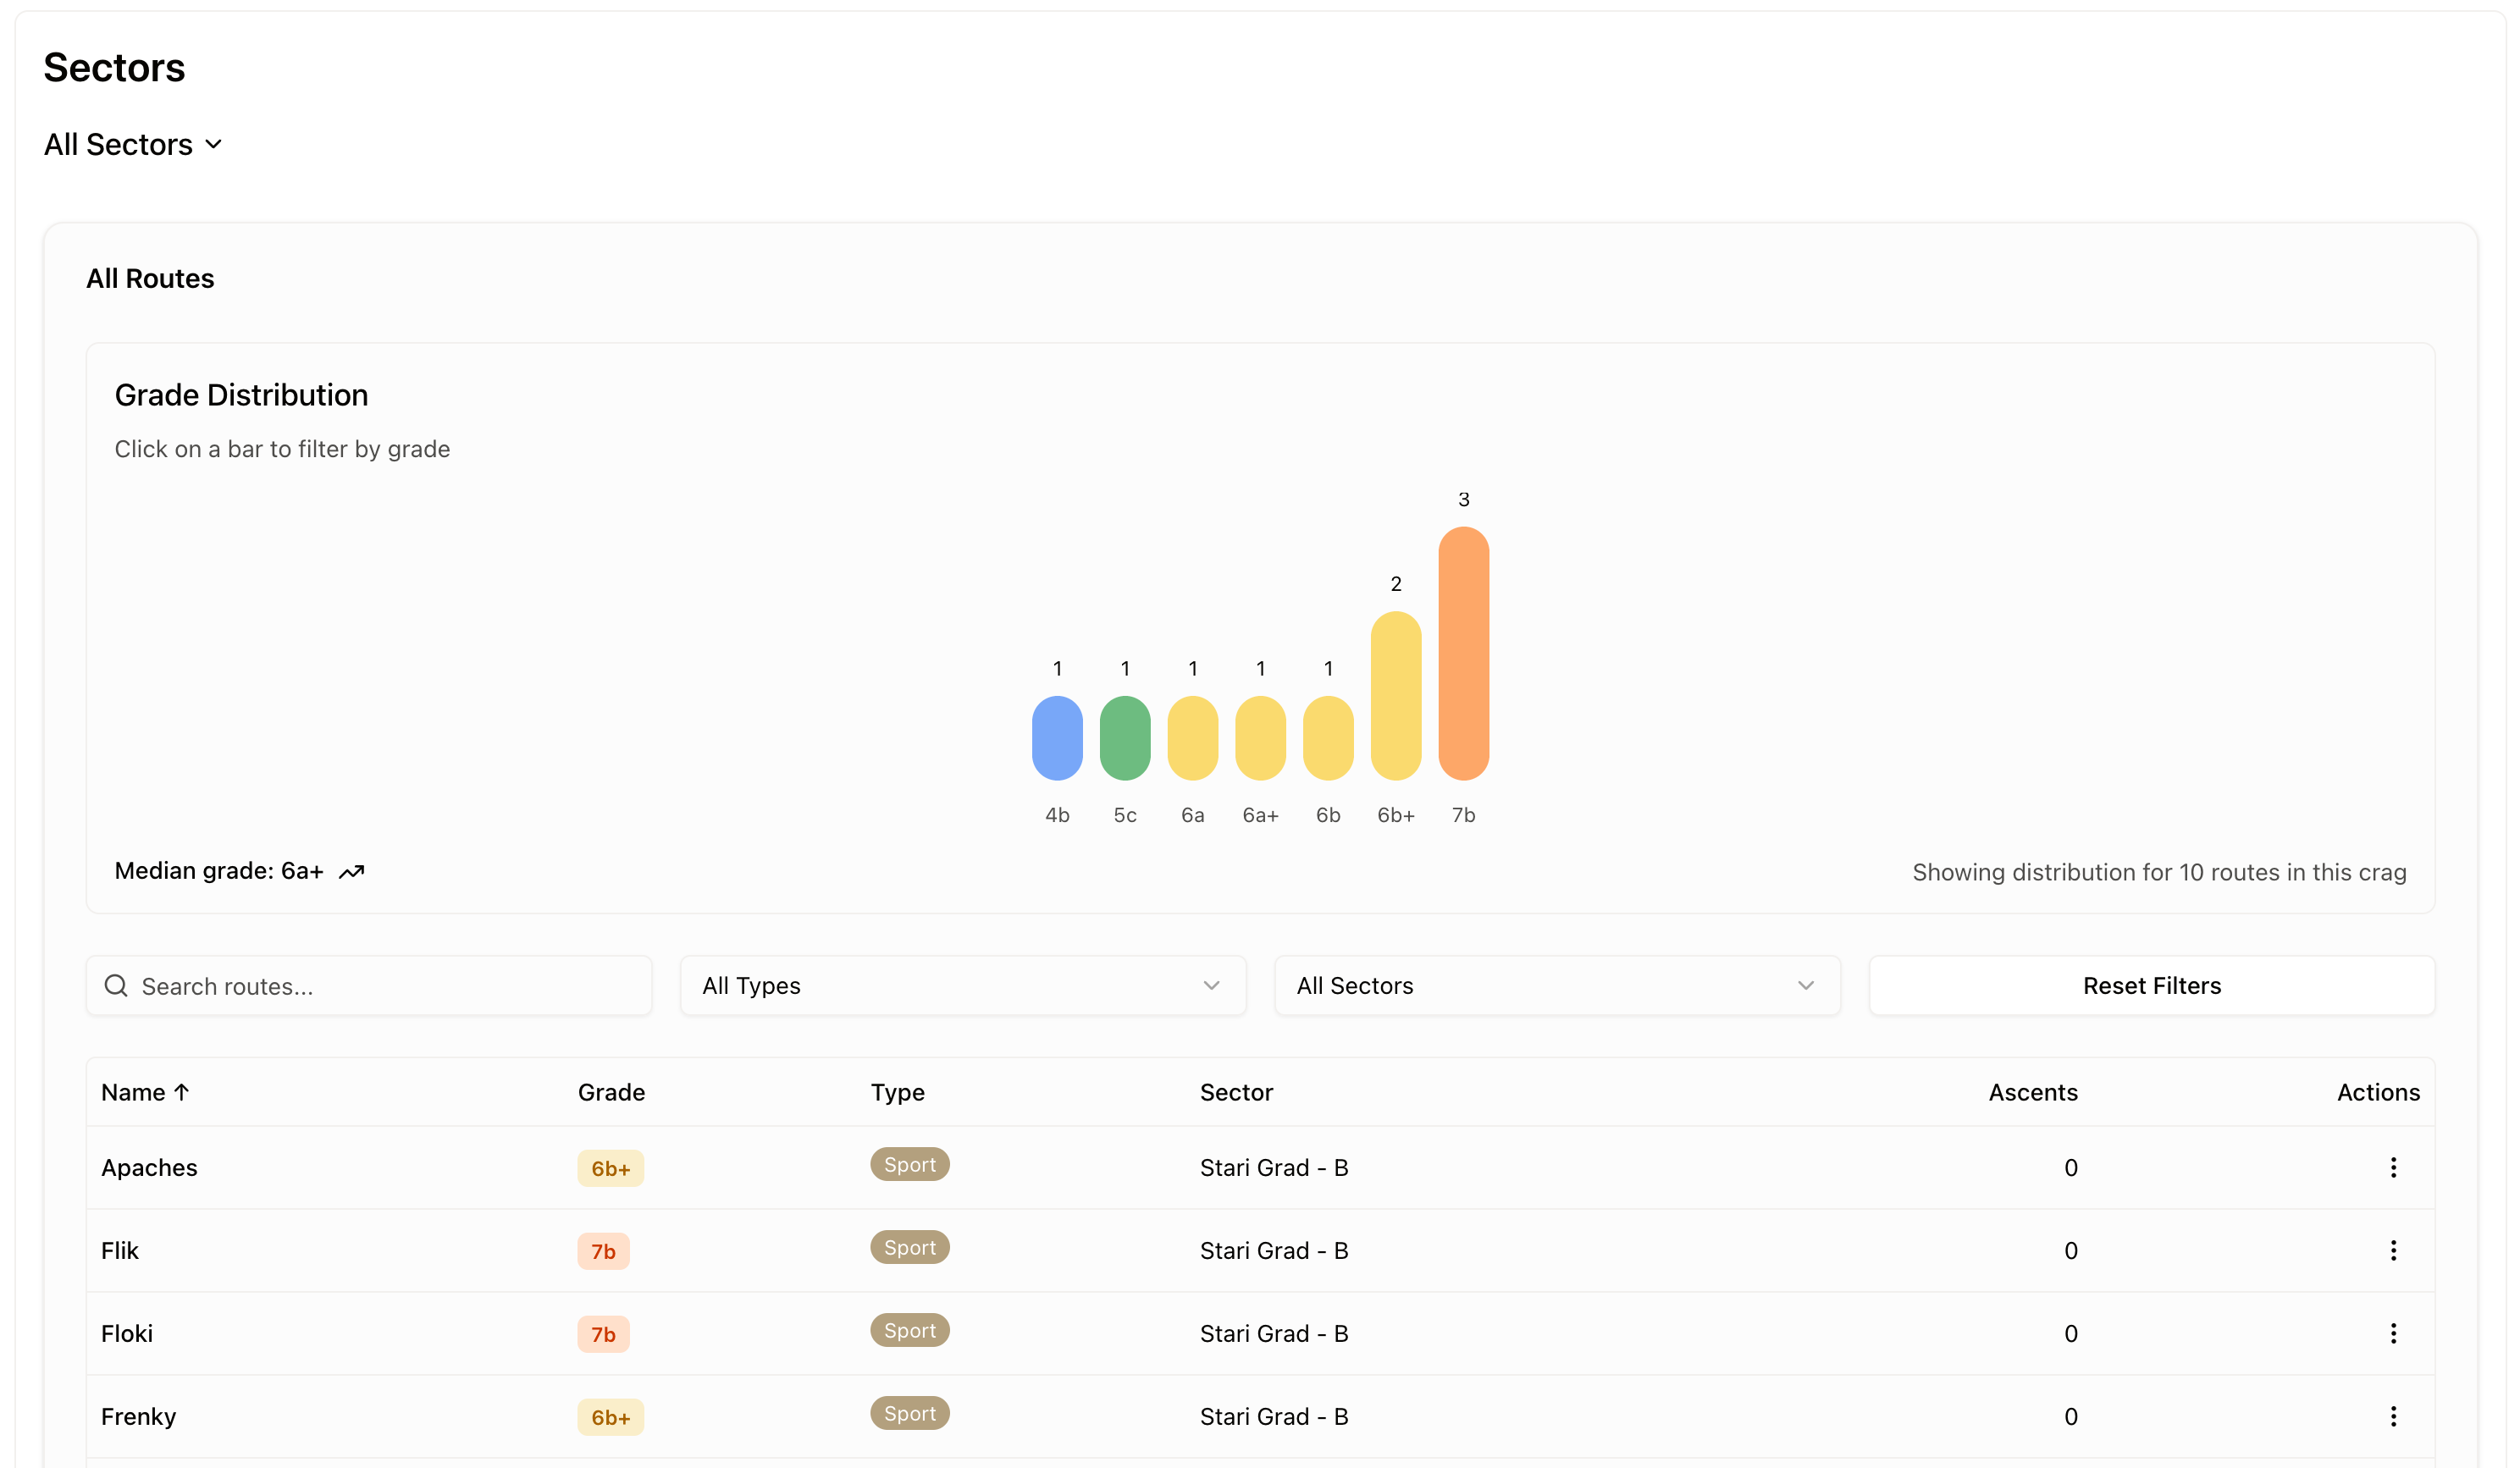 Sectors
All Sectors
All Routes
Grade Distribution
Click on a bar to filter by grade
3
2
1 1 1 1 1
4b 5c 6a 6a+ 6b 6b+ 7b
Median grade: 6a+
Showing distribution for 10 routes in this crag
Search routes... All Types All Sectors Reset Filters
Name ↑ Grade Type Sector Ascents Actions
Apaches 6b+ Sport Stari Grad - B 0
Flik 7b Sport Stari Grad - B 0
Floki 7b Sport Stari Grad - B 0
Frenky 6b+ Sport Stari Grad - B 0